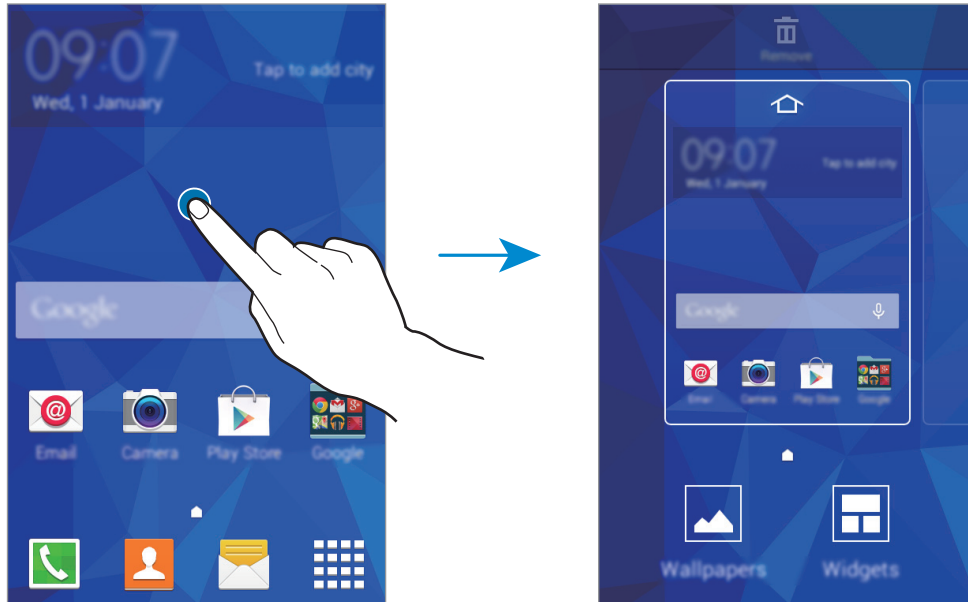 09:07
Tap to add city
Wed, 1 January
Google
Email
Camera
Play Store
Google
Remove
09:07
Tap to add city
Wed, 1 January
Google
Email
Camera
Play Store
Google
Wallpapers
Widgets